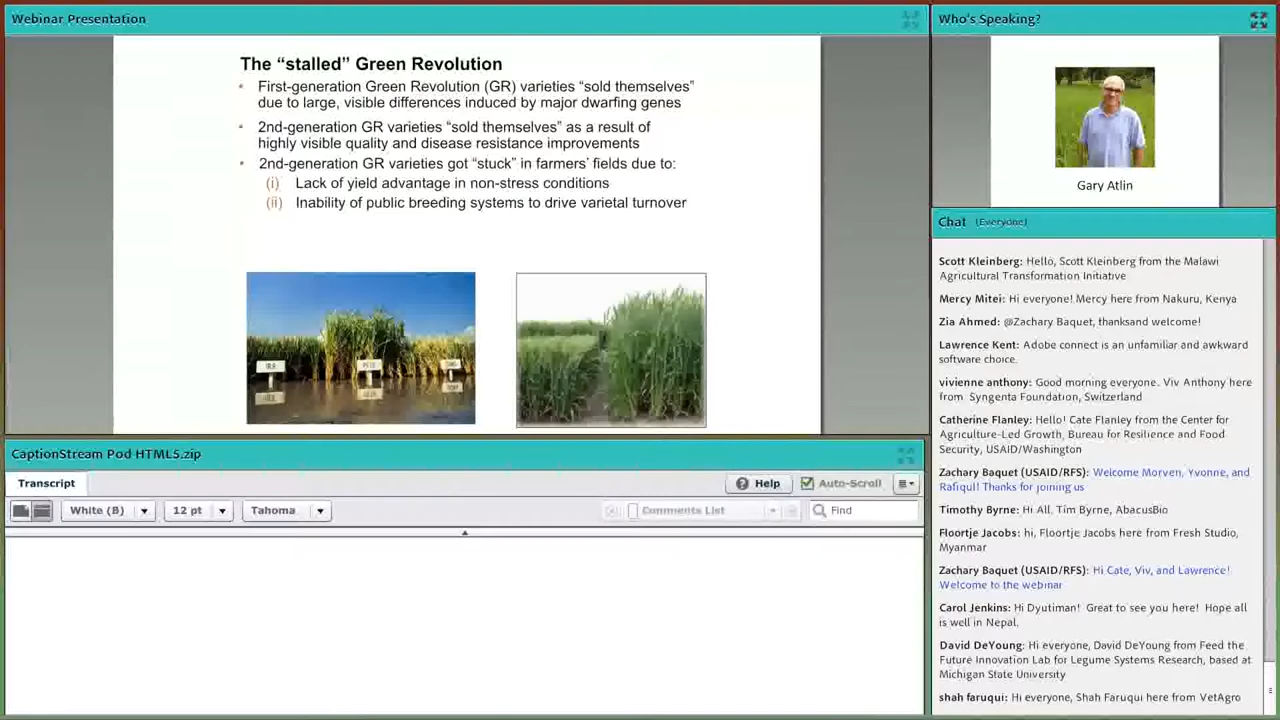 Webinar Presentation
The “stalled” Green Revolution
• First-generation Green Revolution (GR) varieties “sold themselves”
due to large, visible differences induced by major dwarfing genes
• 2nd-generation GR varieties “sold themselves” as a result of
highly visible quality and disease resistance improvements
• 2nd-generation GR varieties got “stuck” in farmers’ fields due to:
(i) Lack of yield advantage in non-stress conditions
(ii) Inability of public breeding systems to drive varietal turnover
CaptionStream Pod HTML5.zip
Transcript
Help
Auto-Scroll
White (B)
12 pt
Tahoma
Comments List
Find
Who's Speaking?
Gary Atlin
Chat (Everyone)
Scott Kleinberg: Hello, Scott Kleinberg from the Malawi
Agricultural Transformation Initiative
Mercy Mitei: Hi everyone! Mercy here from Nakuru, Kenya
Zia Ahmed: @Zachary Baquet, thanksand welcome!
Lawrence Kent: Adobe connect is an unfamiliar and awkward
software choice.
vivienne anthony: Good morning everyone. Viv Anthony here
from Syngenta Foundation, Switzerland
Catherine Flanley: Hello! Cate Flanley from the Center for
Agriculture-Led Growth, Bureau for Resilience and Food
Security, USAID/Washington
Zachary Baquet (USAID/RFS): Welcome Morven, Yvonne, and
Rafiqul! Thanks for joining us
Timothy Byrne: Hi All. Tim Byrne, AbacusBio
Floortje Jacobs: hi, Floortje Jacobs here from Fresh Studio,
Myanmar
Zachary Baquet (USAID/RFS): Hi Cate, Viv, and Lawrence!
Welcome to the webinar
Carol Jenkins: Hi Dyutiman! Great to see you here! Hope all
is well in Nepal.
David DeYoung: Hi everyone, David DeYoung from Feed the
Future Innovation Lab for Legume Systems Research, based at
Michigan State University
shah faruqui: Hi everyone, Shah Faruqui here from VetAgro